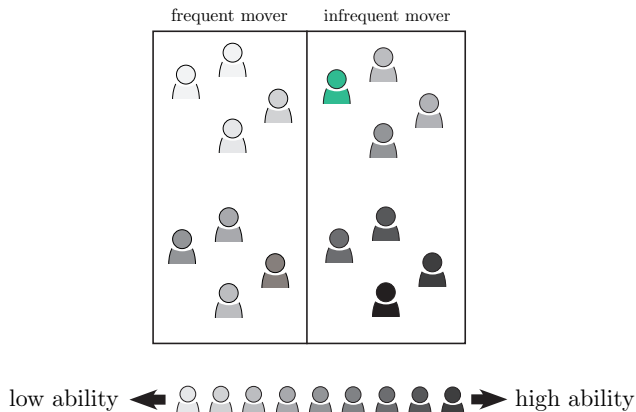 frequent mover
infrequent mover
low ability
high ability